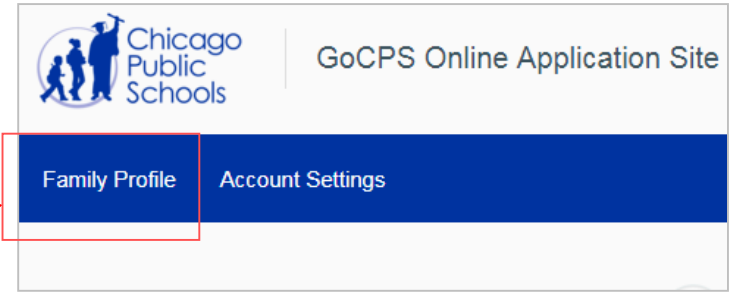 Chicago
Public
Schools
GoCPS Online Application Site
Family Profile Account Settings